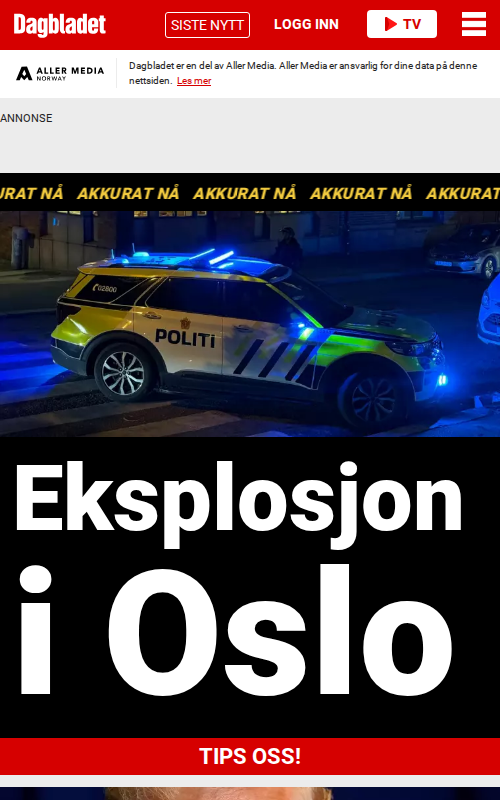 Dagbladet SISTE NYTT LOGG INN TV
ALLER MEDIA
NORWAY
Dagbladet er en del av Aller Media. Aller Media er ansvarlig for dine data på denne
nettsiden. Les mer
ANNONSE
URAT NÅ AKKURAT NÅ AKKURAT NÅ AKKURAT NÅ AKKURAT
02800
POLITI
Eksplosjon
i Oslo
TIPS OSS!